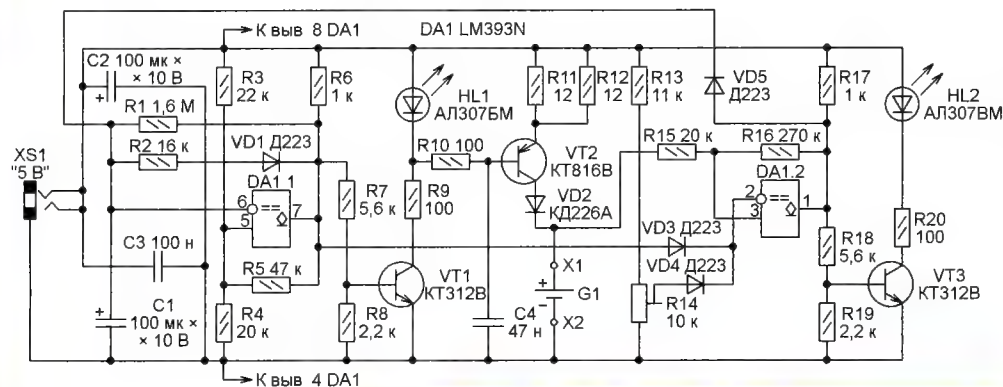 К выв 8 DA1
DA1 LM393N
C2 100 мк ×
× 10 В
+
R1 1,6 М
R2 16 к
R3
22 к
R6
1 к
VD1 Д223
HL1
АЛ307БМ
R10 100
R11
12
R12
12
R13
11 к
VD5
Д223
R17
1 к
HL2
АЛ307ВМ
R15 20 к
R16 270 к
VT2
КТ816В
XS1
"5 В"
DA1 1
6
5
7
==
R7
5,6 к
R9
100
VD2
КД226А
DA1.2
2
3
1
==
C3 100 н
R5 47 к
VD3 Д223
VD4 Д223
R18
5,6 к
R20
100
X1
+
G1
−
X2
VT1
КТ312В
VT3
КТ312В
C1
100 мк ×
× 10 В
+
R4
20 к
R8
2,2 к
C4
47 н
R14
10 к
R19
2,2 к
К выв 4 DA1